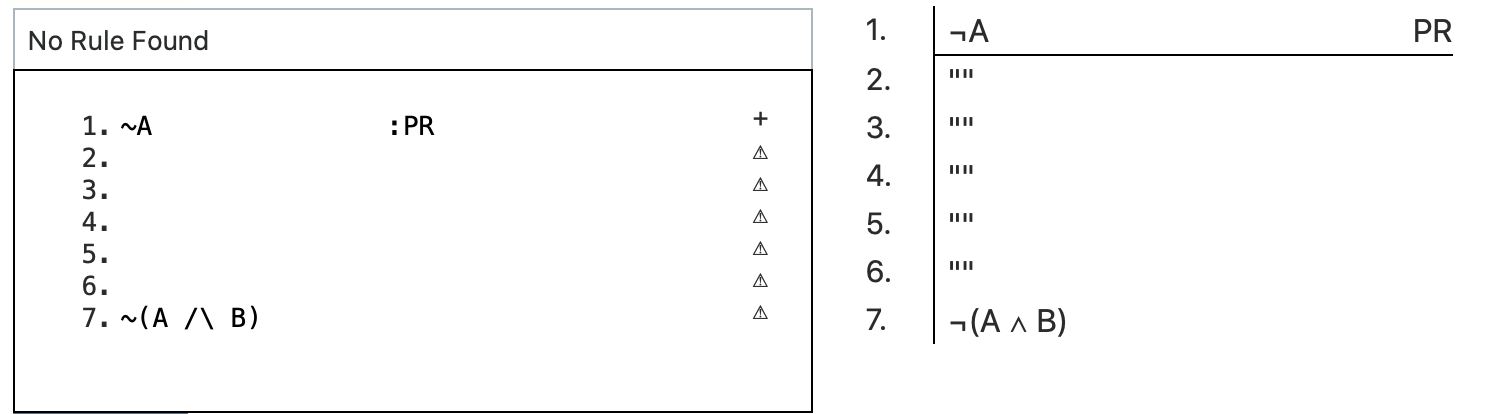 No Rule Found
1. ~A :PR +
2. ⚠
3. ⚠
4. ⚠
5. ⚠
6. ⚠
7. ~(A /\ B) ⚠
1. ¬A PR
2. ""
3. ""
4. ""
5. ""
6. ""
7. ¬(A ∧ B)